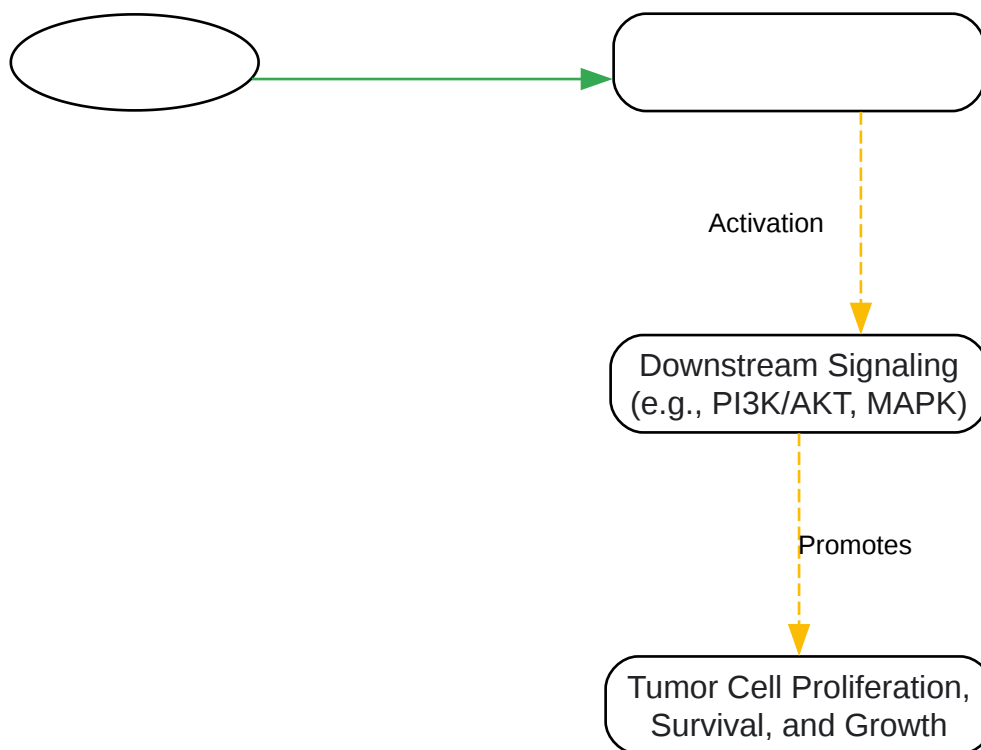 Activation
Downstream Signaling
(e.g., PI3K/AKT, MAPK)
Promotes
Tumor Cell Proliferation,
Survival, and Growth